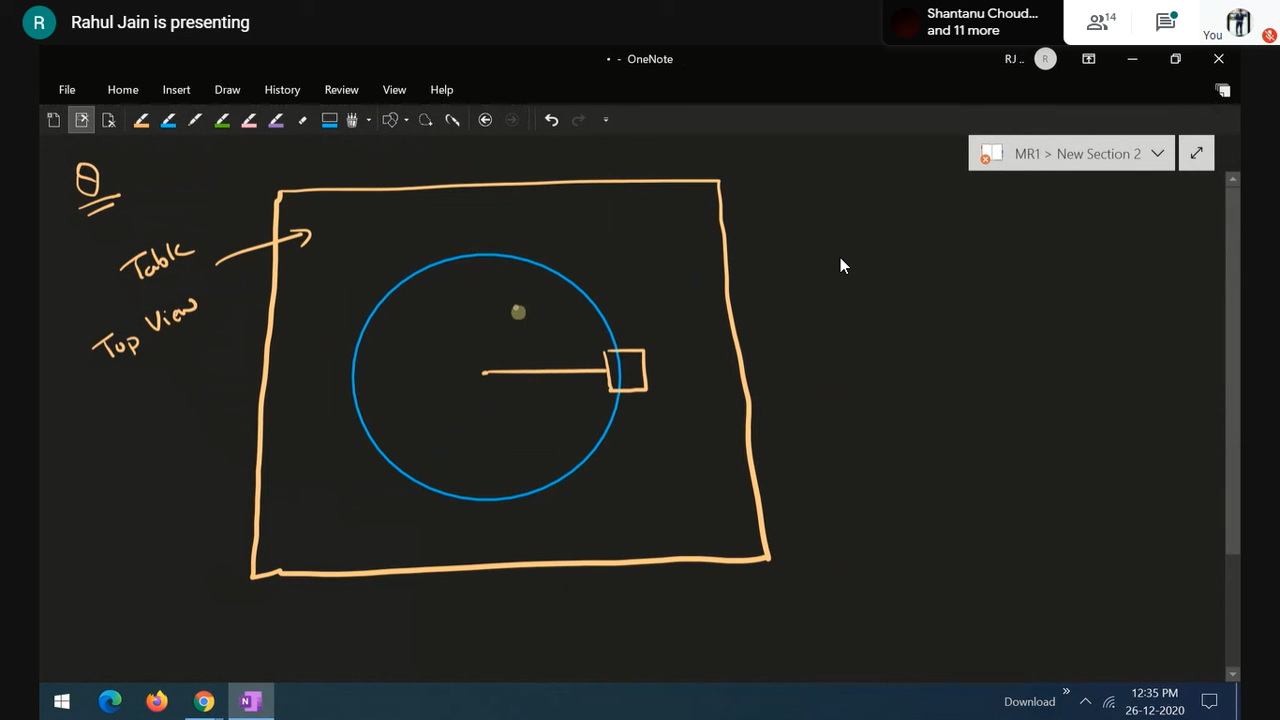 R Rahul Jain is presenting
Shantanu Choud...
and 11 more
14
You
• - OneNote
RJ ..
R
File Home Insert Draw History Review View Help
MR1 > New Section 2
Q
Table
Top View
N
Download
»
12:35 PM
26-12-2020